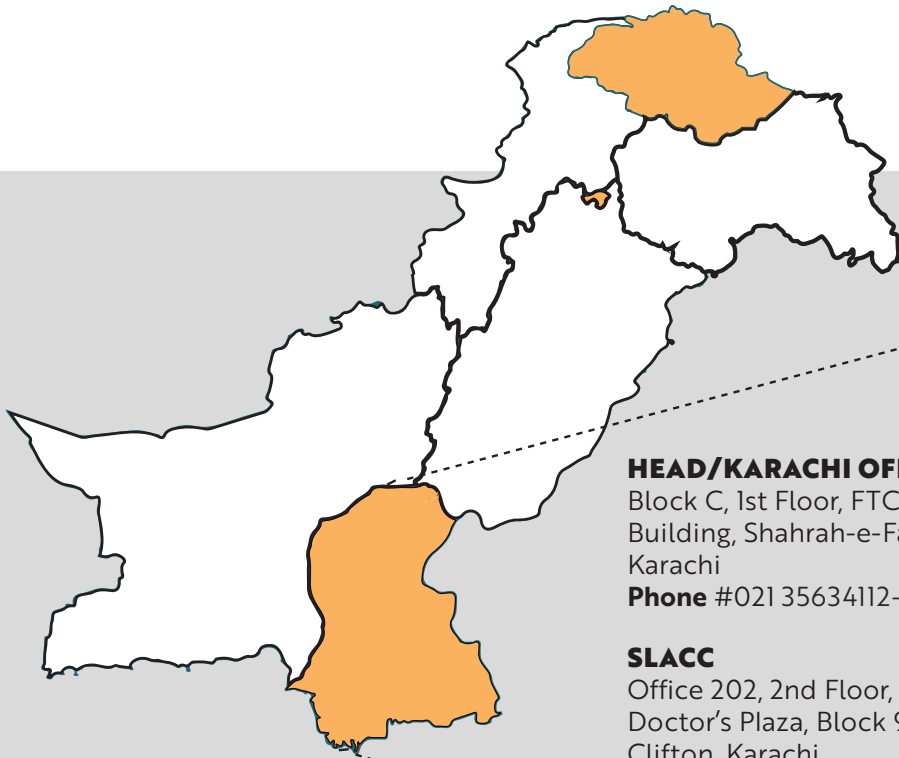 HEAD/KARACHI
Block C, 1st Floor, FTC
Building,
Karachi
Phone #021 35634112-
SLACC
Office 202, 2nd Floor,
Doctor's Plaza, Block 9
Clifton, Karachi